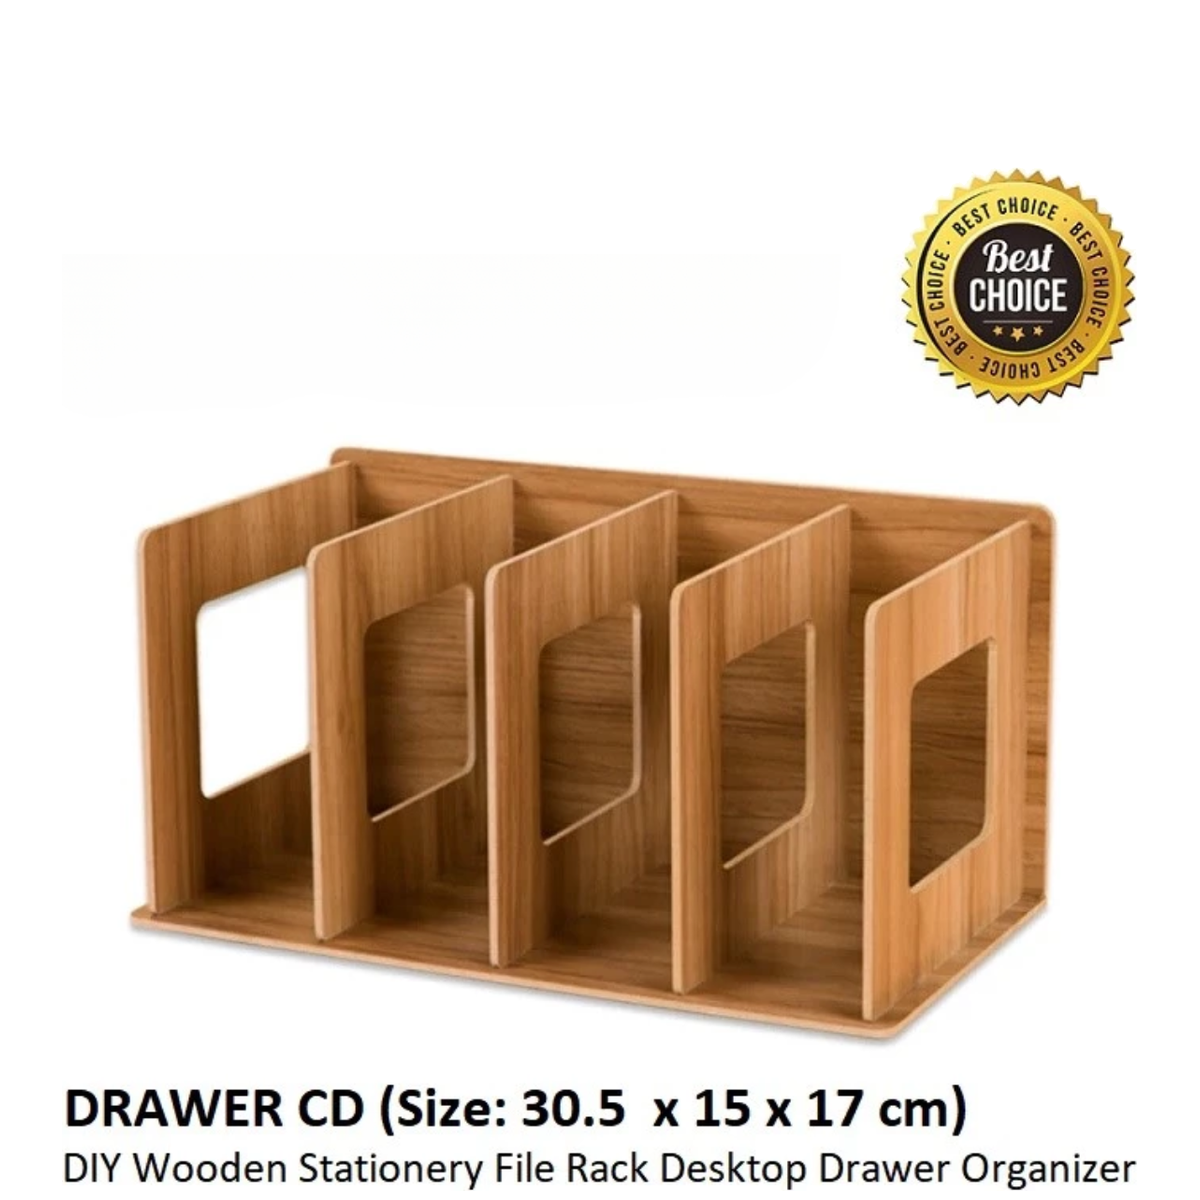 BEST CHOICE · BEST CHOICE · BEST CHOICE · BEST CHOICE ·
Best
CHOICE
DRAWER CD (Size: 30.5  x 15 x 17 cm)
DIY Wooden Stationery File Rack Desktop Drawer Organizer